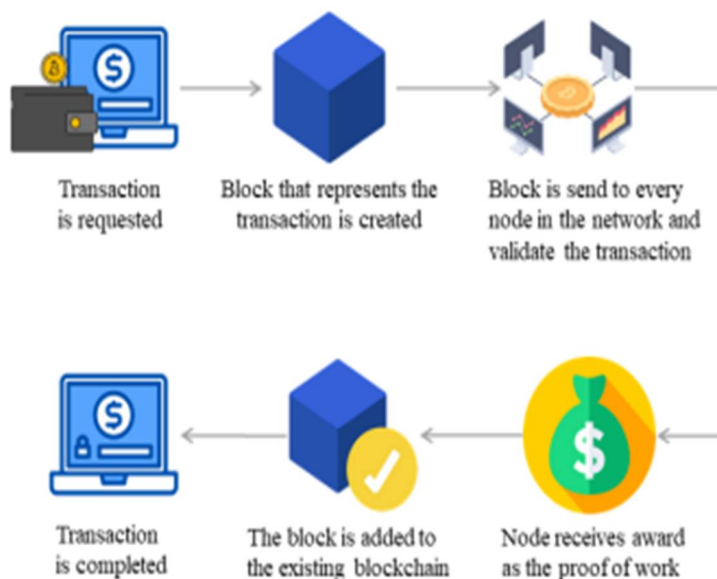 Transaction
is requested
Block that represents the
transaction is created
Block is send to every
node in the network and
validate the transaction
Transaction
is completed
The block is added to
the existing blockchain
Node receives award
as the proof of work